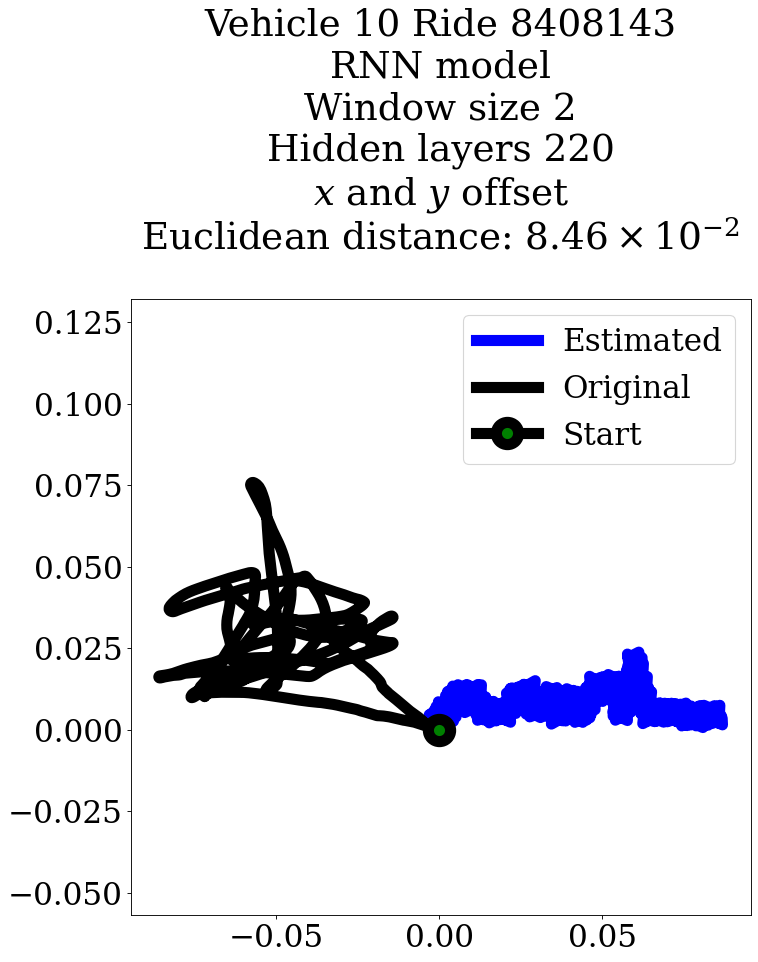 Vehicle 10 Ride 8408143
RNN model
Window size 2
Hidden layers 220
x and y offset
Euclidean distance: 8.46 × 10⁻²
Estimated
Original
Start
0.125
0.100
0.075
0.050
0.025
0.000
−0.025
−0.050
−0.05
0.00
0.05